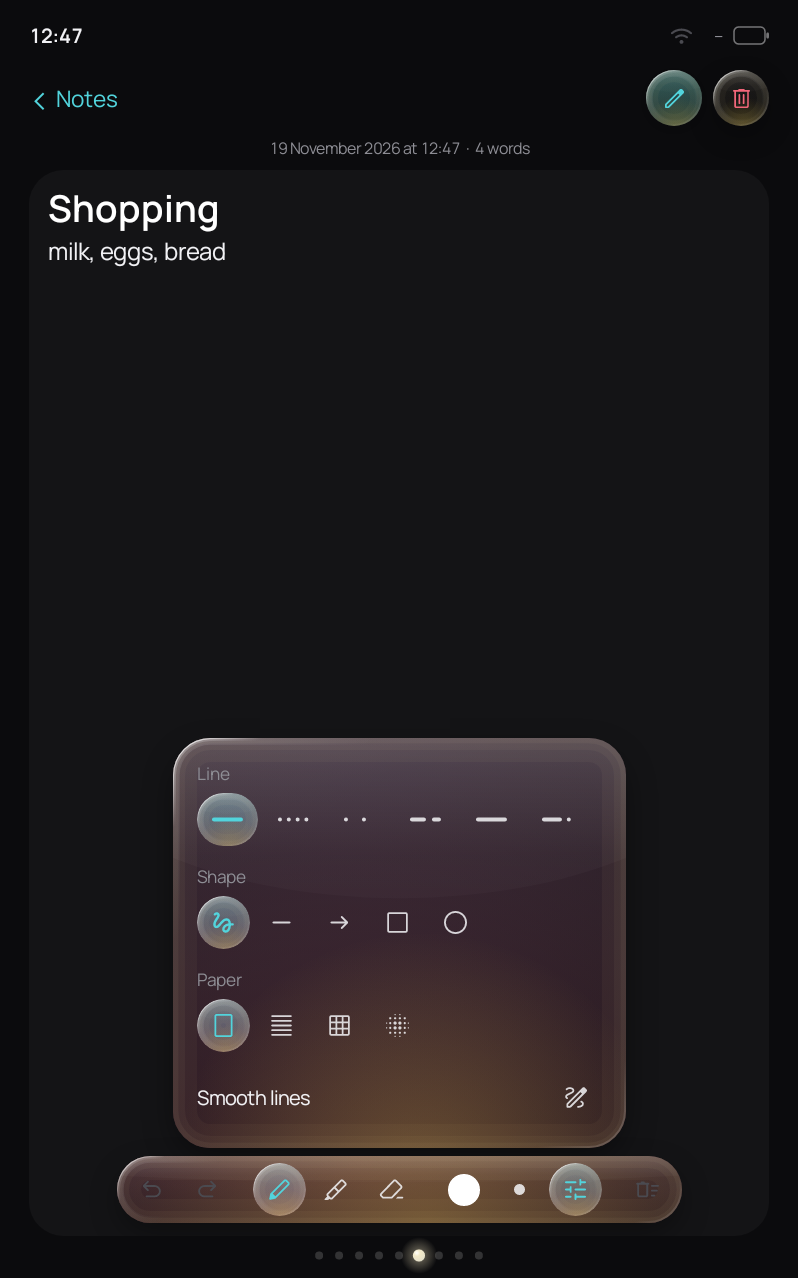 12:47
Notes
19 November 2026 at 12:47 · 4 words
Shopping
milk, eggs, bread
Line
Shape
Paper
Smooth lines